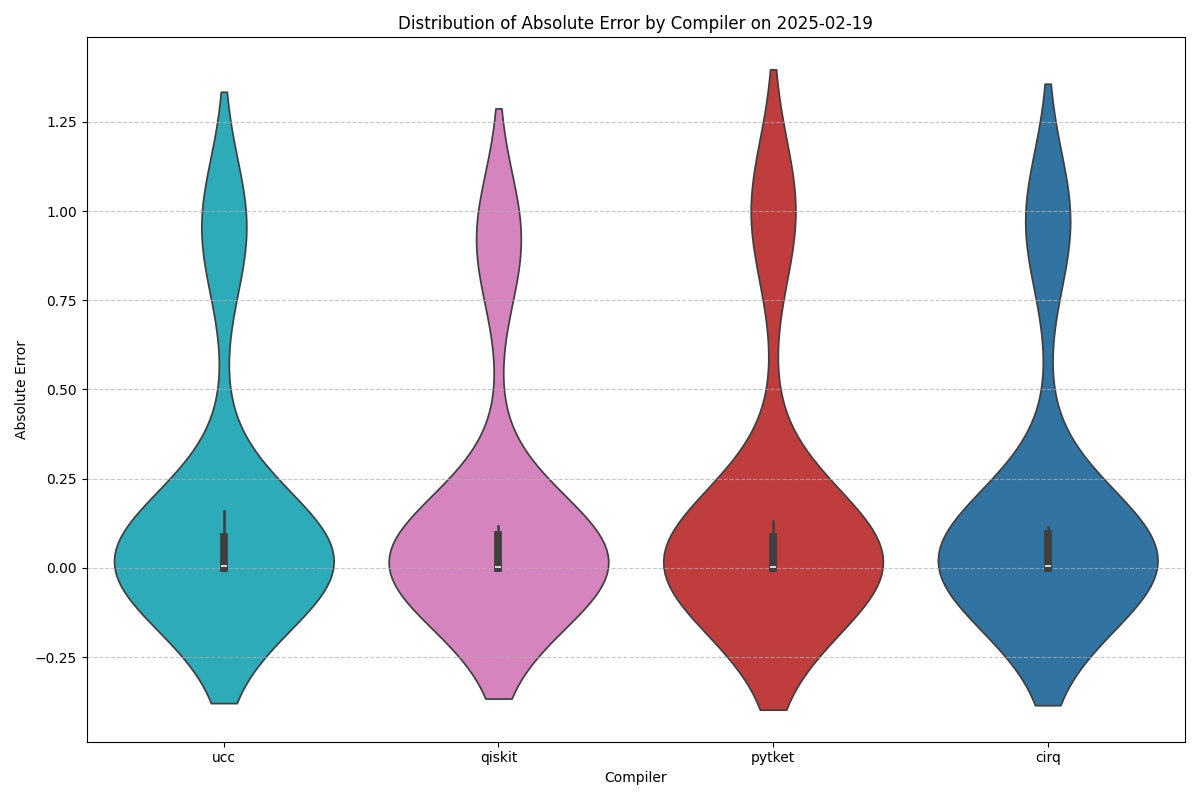 Distribution of Absolute Error by Compiler on 2025-02-19
Absolute Error
1.25
1.00
0.75
0.50
0.25
0.00
−0.25
ucc qiskit pytket cirq
Compiler